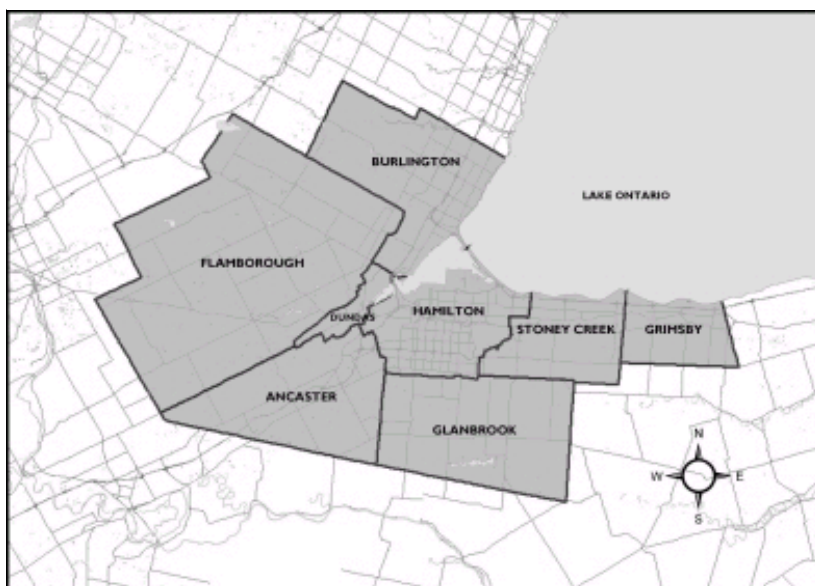 BURLINGTON
LAKE ONTARIO
FLAMBOROUGH
DUNDAS
HAMILTON
STONEY CREEK
GRIMSBY
ANCASTER
GLANBROOK
N
W E
S